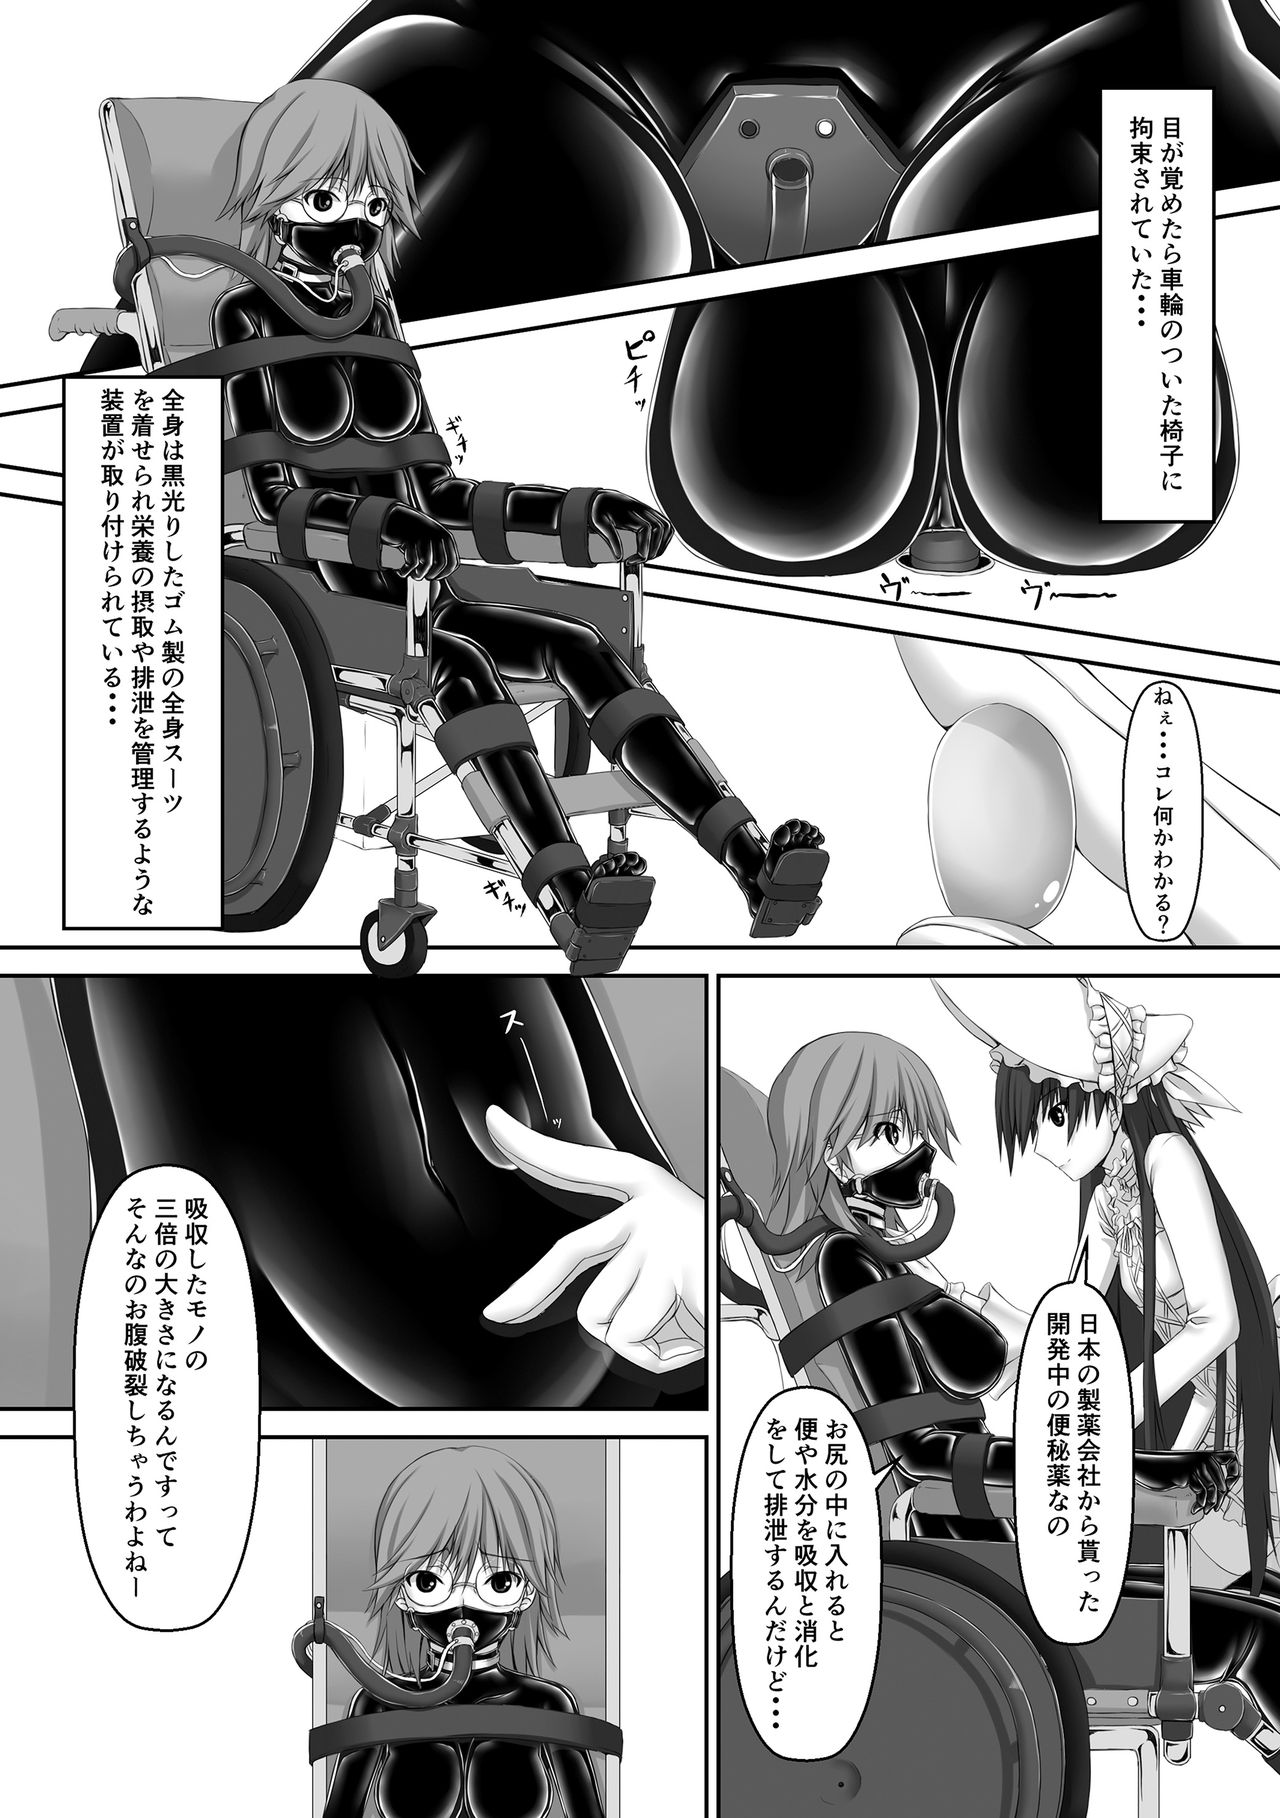 目が覚めたら車輪のついた椅子に
拘束されていた・・・
ピチッ
全身は黒光りしたゴム製の全身スーツ
を着せられ栄養の摂取や排泄を管理するような
装置が取り付けられている・・・
ギチッ
ヴーー
ヴーー
ギチッ
ねぇ・・・コレ何かわかる?
日本の製薬会社から貰った
開発中の便秘薬なの
お尻の中に入れると
便や水分を吸収と消化
をして排泄するんだけど・・・
スッ
吸収したモノの
三倍の大きさになるんですって
そんなのお腹破裂しちゃうわよねー